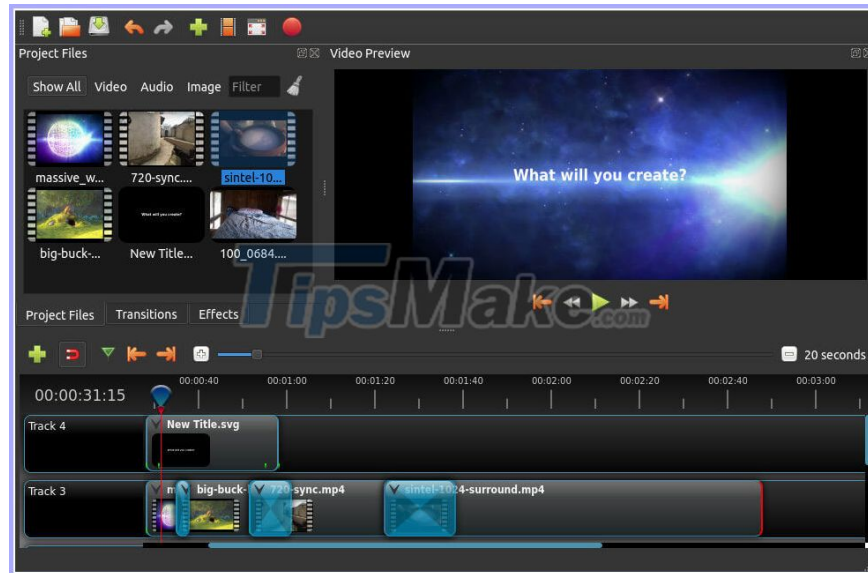 Project Files
Video Preview
Show All Video Audio Image Filter
massive_w...
720-sync....
sintel-10...
What will you create?
What will you create?
big-buck-...
New Title...
100_0684....
TipsMake.com
Project Files Transitions Effects
20 seconds
00:00:31:15
00:00:40 00:01:00 00:01:20 00:01:40 00:02:00 00:02:20 00:02:40 00:03:00
Track 4
New Title.svg
Track 3
m big-buck- 720-sync.mp4 sintel-1024-surround.mp4